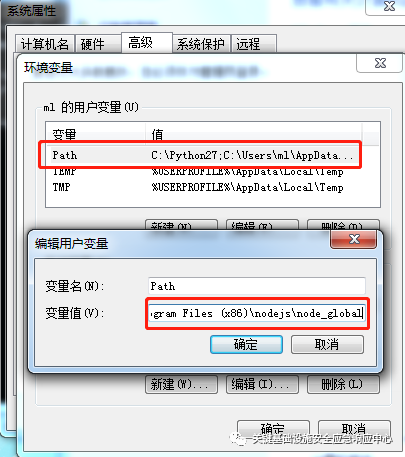 系统属性
计算机名 硬件 高级 系统保护 远程
环境变量
ml 的用户变量(U)
变量 值
Path C:\Python27;C:\Users\ml\AppData...
TEMP %USERPROFILE%\AppData\Local\Temp
TMP %USERPROFILE%\AppData\Local\Temp
新建(N)... 编辑(E)... 删除(D)
编辑用户变量
变量名(N): Path
变量值(V): gram Files (x86)\nodejs\node_global
确定 取消
新建(W)... 编辑(I)... 删除(L)
确定 取消
关键基础设施安全应急响应中心